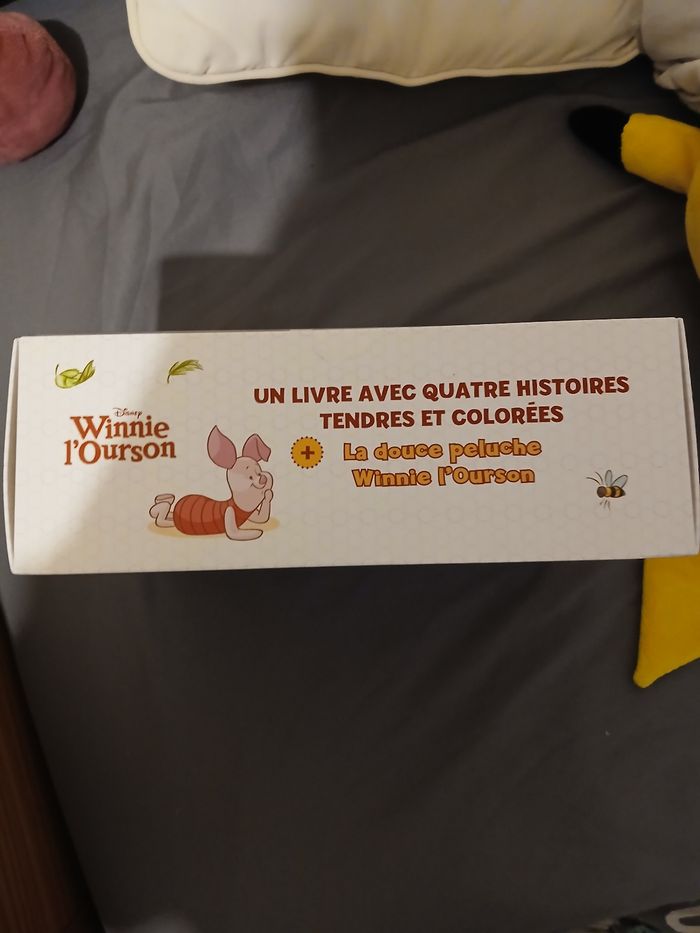 Disney
Winnie
l'Ourson
UN LIVRE AVEC QUATRE HISTOIRES
TENDRES ET COLORÉES
+ La douce peluche
Winnie l'Ourson